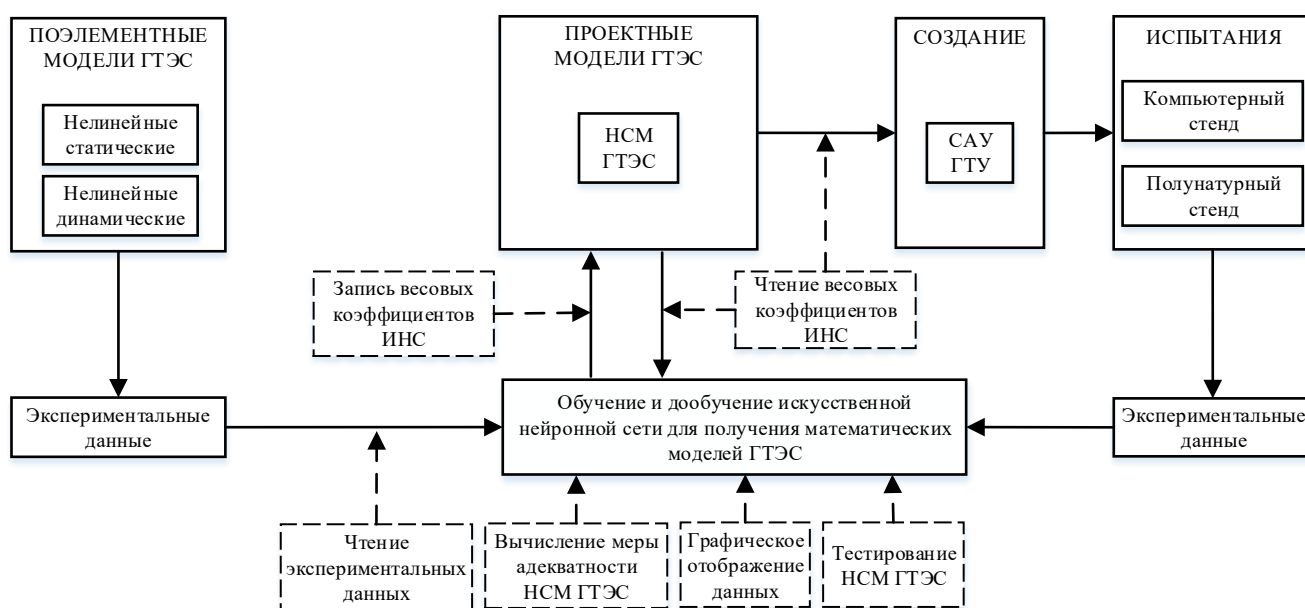 ПОЭЛЕМЕНТНЫЕ
МОДЕЛИ ГТЭС
Нелинейные
статические
Нелинейные
динамические
ПРОЕКТНЫЕ
МОДЕЛИ ГТЭС
НСМ
ГТЭС
СОЗДАНИЕ
САУ
ГТУ
ИСПЫТАНИЯ
Компьютерный
стенд
Полунатурный
стенд
Запись весовых
коэффициентов
ИНС
Чтение весовых
коэффициентов
ИНС
Экспериментальные
данные
Обучение и дообучение искусственной
нейронной сети для получения математических
моделей ГТЭС
Экспериментальные
данные
Чтение
экспериментальных
данных
Вычисление меры
адекватности
НСМ ГТЭС
Графическое
отображение
данных
Тестирование
НСМ ГТЭС